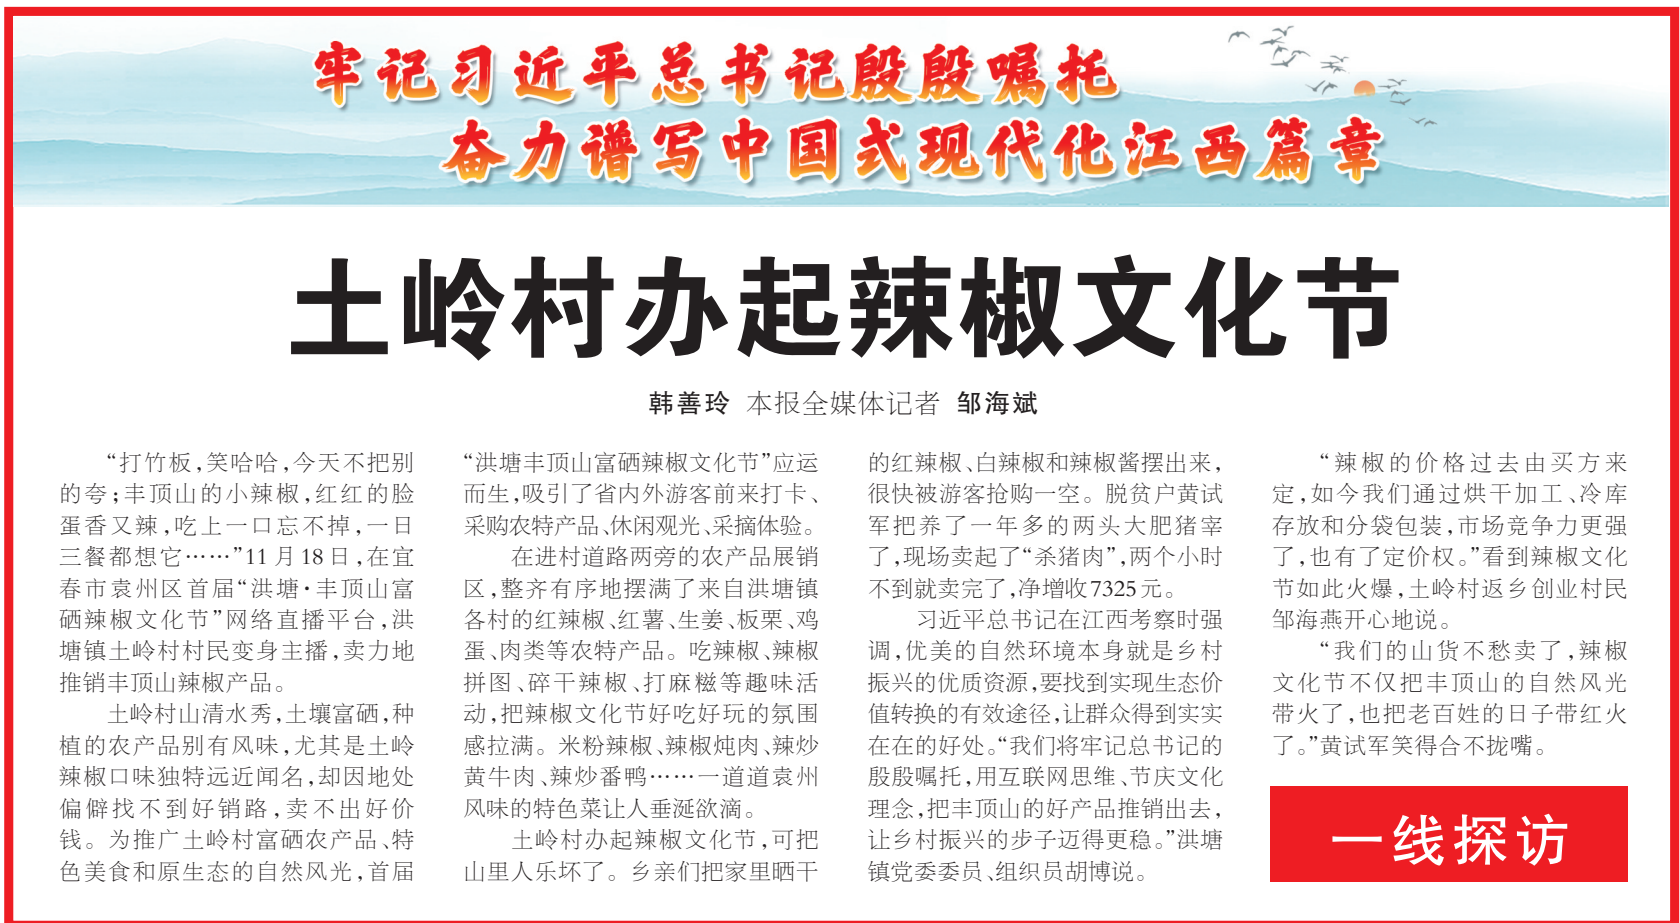 牢记习近平总书记殷殷嘱托
奋力谱写中国式现代化江西篇章
土岭村办起辣椒文化节
韩善玲 本报全媒体记者 邹海斌
“打竹板,笑哈哈,今天不把别
的夸;丰顶山的小辣椒,红红的脸
蛋香又辣,吃上一口忘不掉,一日
三餐都想它……”11月18日,在宜
春市袁州区首届“洪塘·丰顶山富
硒辣椒文化节”网络直播平台,洪
塘镇土岭村村民变身主播,卖力地
推销丰顶山辣椒产品。
土岭村山清水秀,土壤富硒,种
植的农产品别有风味,尤其是土岭
辣椒口味独特远近闻名,却因地处
偏僻找不到好销路,卖不出好价
钱。为推广土岭村富硒农产品、特
色美食和原生态的自然风光,首届
“洪塘丰顶山富硒辣椒文化节”应运
而生,吸引了省内外游客前来打卡、
采购农特产品、休闲观光、采摘体验。
在进村道路两旁的农产品展销
区,整齐有序地摆满了来自洪塘镇
各村的红辣椒、红薯、生姜、板栗、鸡
蛋、肉类等农特产品。吃辣椒、辣椒
拼图、碎干辣椒、打麻糍等趣味活
动,把辣椒文化节好吃好玩的氛围
感拉满。米粉辣椒、辣椒炖肉、辣炒
黄牛肉、辣炒番鸭……一道道袁州
风味的特色菜让人垂涎欲滴。
土岭村办起辣椒文化节,可把
山里人乐坏了。乡亲们把家里晒干
的红辣椒、白辣椒和辣椒酱摆出来,
很快被游客抢购一空。脱贫户黄试
军把养了一年多的两头大肥猪宰
了,现场卖起了“杀猪肉”,两个小时
不到就卖完了,净增收7325元。
习近平总书记在江西考察时强
调,优美的自然环境本身就是乡村
振兴的优质资源,要找到实现生态价
值转换的有效途径,让群众得到实实
在在的好处。“我们将牢记总书记的
殷殷嘱托,用互联网思维、节庆文化
理念,把丰顶山的好产品推销出去,
让乡村振兴的步子迈得更稳。”洪塘
镇党委委员、组织员胡博说。
“辣椒的价格过去由买方来
定,如今我们通过烘干加工、冷库
存放和分袋包装,市场竞争力更强
了,也有了定价权。”看到辣椒文化
节如此火爆,土岭村返乡创业村民
邹海燕开心地说。
“我们的山货不愁卖了,辣椒
文化节不仅把丰顶山的自然风光
带火了,也把老百姓的日子带红火
了。”黄试军笑得合不拢嘴。
一线探访